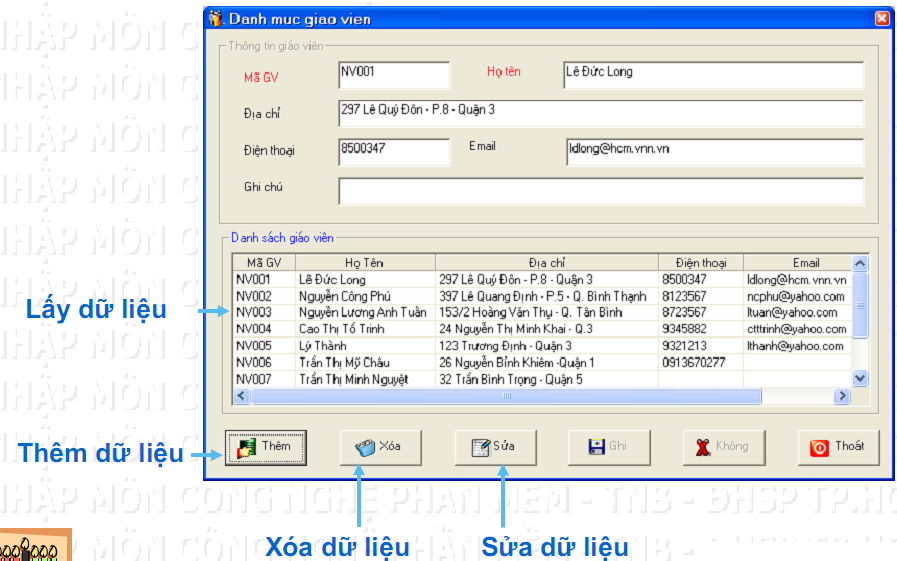 Danh muc giao vien
Thông tin giáo viên
Mã GV NV001 Họ tên Lê Đức Long
Địa chỉ 297 Lê Quý Đôn - P.8 - Quận 3
Điện thoại 8500347 Email ldlong@hcm.vnn.vn
Ghi chú
Danh sách giáo viên
Mã GV Họ Tên Địa chỉ Điện thoại Email
NV001 Lê Đức Long 297 Lê Quý Đôn - P.8 - Quận 3 8500347 ldlong@hcm.vnn.vn
NV002 Nguyễn Công Phú 397 Lê Quang Định - P.5 - Q. Bình Thạnh 8123567 ncphu@yahoo.com
Lấy dữ liệu
NV003 Nguyễn Lương Anh Tuần 153/2 Hoàng Văn Thụ - Q. Tân Bình 8723567 ltuan@yahoo.com
NV004 Cao Thị Tố Trinh 24 Nguyễn Thị Minh Khai - Q.3 9345882 ctttrinh@yahoo.com
NV005 Lý Thành 123 Trương Định - Quận 3 9321213 lthanh@yahoo.com
NV006 Trần Thị Mỹ Châu 26 Nguyễn Bỉnh Khiêm -Quận 1 0913670277
NV007 Trần Thị Minh Nguyệt 32 Trần Bình Trọng - Quận 5
Thêm dữ liệu
Thêm Xóa Sửa Ghi Không Thoát
NHẬP MÔN CÔNG NGHỆ PHẦN MỀM - TNB - ĐHSP TP.HC
Xóa dữ liệu Sửa dữ liệu